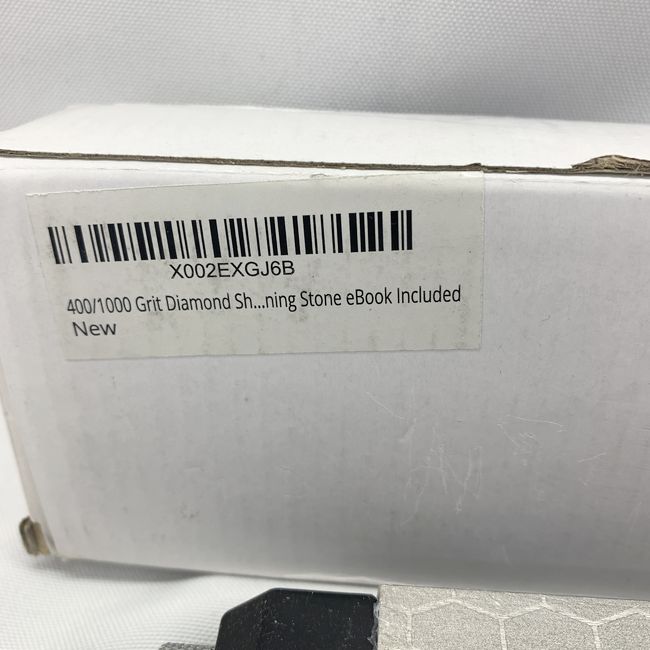 X002EXGJ6B
400/1000 Grit Diamond Sh...ning Stone eBook Included
New